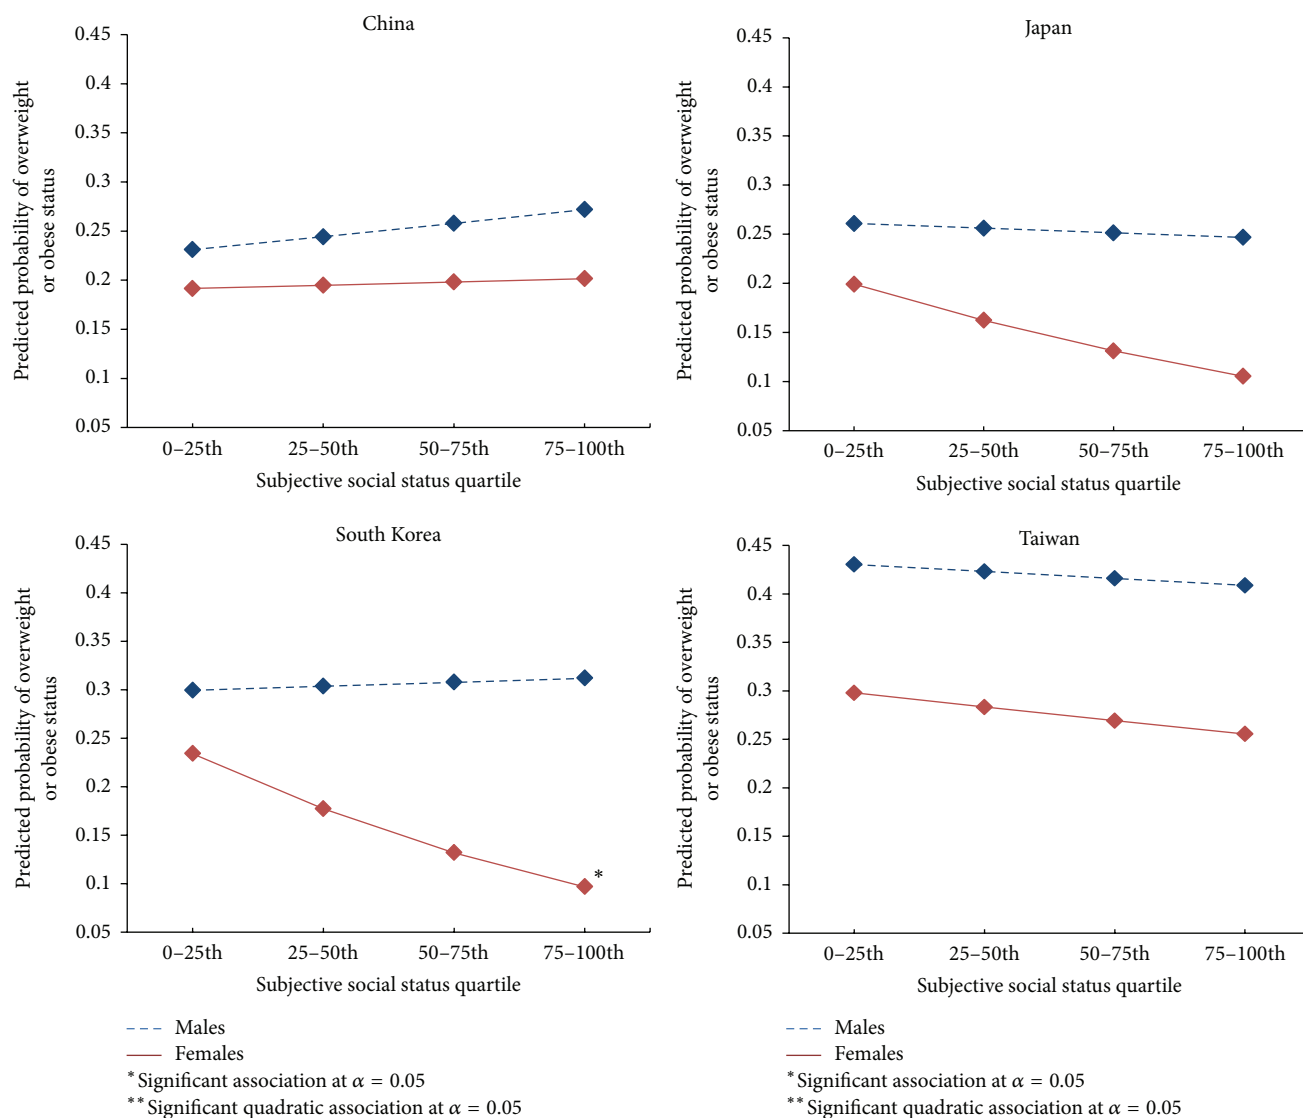 China
0.45
0.4
0.35
0.3
0.25
0.2
0.15
0.1
0.05
Predicted probability of overweight
or obese status
0–25th 25–50th 50–75th 75–100th
Subjective social status quartile
Japan
0.45
0.4
0.35
0.3
0.25
0.2
0.15
0.1
0.05
Predicted probability of overweight
or obese status
0–25th 25–50th 50–75th 75–100th
Subjective social status quartile
South Korea
0.45
0.4
0.35
0.3
0.25
0.2
0.15
0.1
0.05
Predicted probability of overweight
or obese status
*
0–25th 25–50th 50–75th 75–100th
Subjective social status quartile
Males
Females
*Significant association at α = 0.05
**Significant quadratic association at α = 0.05
Taiwan
0.45
0.4
0.35
0.3
0.25
0.2
0.15
0.1
0.05
Predicted probability of overweight
or obese status
0–25th 25–50th 50–75th 75–100th
Subjective social status quartile
Males
Females
*Significant association at α = 0.05
**Significant quadratic association at α = 0.05